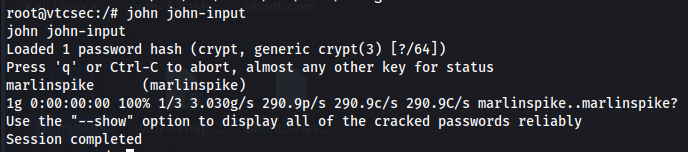 root@vtcsec:/# john john-input
john john-input
Loaded 1 password hash (crypt, generic crypt(3) [?/64])
Press 'q' or Ctrl-C to abort, almost any other key for status
marlinspike      (marlinspike)
1g 0:00:00:00 100% 1/3 3.030g/s 290.9p/s 290.9c/s 290.9C/s marlinspike..marlinspike?
Use the "--show" option to display all of the cracked passwords reliably
Session completed